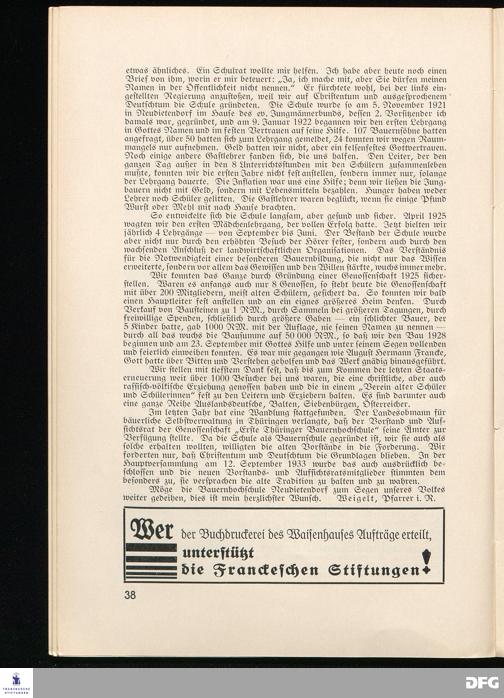 etwas ähnliches. Ein Schulrat wollte mir helfen. Ich habe aber heute noch einen
Brief von ihm, worin er mir beteuert: „Ja, ich mache mit, aber Sie dürfen meinen
Namen in der Öffentlichkeit nicht nennen.“ Er fürchtete wohl, bei der links ein-
gestellten Regierung anzustoßen, weil wir auf Christentum und ausgesprochenem
Deutschtum die Schule gründeten. Die Schule wurde so am 5. November 1921
in Neudietendorf im Hause des ev. Jungmännerbunds, dessen 2. Vorsitzender ich
damals war, gegründet, und am 9. Januar 1922 begannen wir den ersten Lehrgang
in Gottes Namen und im festen Vertrauen auf seine Hilfe. 107 Bauernsöhne hatten
angefragt, über 50 hatten sich zum Lehrgang gemeldet, 24 konnten wir wegen Raum-
mangels nur aufnehmen. Geld hatten wir nicht, aber ein felsenfestes Gottvertrauen.
Noch einige andere Gastlehrer fanden sich, die uns halfen. Den Leiter, der den
ganzen Tag außer in den 8 Unterrichtsstunden mit den Schülern zusammenleben
mußte, konnten wir die ersten Jahre nicht fest anstellen, sondern immer nur, solange
der Lehrgang dauerte. Die Inflation war uns eine Hilfe; denn wir ließen die Jung-
bauern nicht mit Geld, sondern mit Lebensmitteln bezahlen. Hunger haben weder
Lehrer noch Schüler gelitten. Die Gastlehrer waren beglückt, wenn sie einige Pfund
Wurst oder Mehl mit nach Hause brachten.
So entwickelte sich die Schule langsam, aber gesund und sicher. April 1925
wagten wir den ersten Mädchenlehrgang, der vollen Erfolg hatte. Jetzt hielten wir
jährlich 4 Lehrgänge — von September bis Juni. Der Bestand der Schule wurde
aber nicht nur durch den erhöhten Besuch der Hörer fester, sondern auch durch den
wachsenden Anschluß der landwirtschaftlichen Organisationen. Das Verständnis
für die Notwendigkeit einer besonderen Bauernbildung, die nicht nur das Wissen
erweiterte, sondern vor allem das Gewissen und den Willen stärkte, wuchs immer mehr.
Wir konnten das Ganze durch Gründung einer Genossenschaft 1925 sicher-
stellen. Waren es anfangs auch nur 8 Genossen, so steht heute die Genossenschaft
mit über 200 Mitgliedern, meist alten Schülern, gesichert da. So konnten wir bald
einen Hauptleiter fest anstellen und an ein eignes größeres Heim denken. Durch
Verkauf von Bausteinen zu 1 RM., durch Sammeln bei größeren Tagungen, durch
freiwillige Spenden, schließlich durch größere Gaben — ein schlichter Bauer, der
5 Kinder hatte, gab 1000 RM. mit der Auflage, nie seinen Namen zu nennen —
durch all das wuchs die Bausumme auf 50 000 RM., so daß wir den Bau 1928
beginnen und am 23. September mit Gottes Hilfe und unter seinem Segen vollenden
und feierlich einweihen konnten. Es war mir gegangen wie August Hermann Francke,
Gott hatte über Bitten und Verstehen geholfen und das Werk gnädig hinausgeführt.
Wir stellen mit tiefstem Dank fest, daß bis zum Kommen der letzten Staats-
erneuerung weit über 1000 Besucher bei uns waren, die eine christliche, aber auch
rassisch-völkische Erziehung genossen haben und die in einem „Verein alter Schüler
und Schülerinnen“ fest zu den Leitern und Erziehern halten. Es sind darunter auch
eine ganze Reihe Auslandsdeutsche, Balten, Siebenbürgen, Österreicher.
Im letzten Jahr hat eine Wandlung stattgefunden. Der Landesobmann für
bäuerliche Selbstverwaltung in Thüringen verlangte, daß der Vorstand und Auf-
sichtsrat der Genossenschaft „Erste Thüringer Bauernhochschule“ seine Ämter zur
Verfügung stellte. Da die Schule als Bauernschule gegründet ist, wir sie auch als
solche erhalten wollen, willigten die alten Vorstände in die Forderung. Wir
forderten nur, daß Christentum und Deutschtum die Grundlagen blieben. In der
Hauptversammlung am 12. September 1933 wurde das auch ausdrücklich be-
schlossen und die neuen Vorstands- und Aufsichtsratsmitglieder stimmten dem
besonders zu, sie versprachen die alte Tradition zu halten und zu wahren.
Möge die Bauernhochschule Neudietendorf zum Segen unseres Volkes
weiter gedeihen, dies ist mein herzlichster Wunsch. Weigelt, Pfarrer i. R.
Wer der Buchdruckerei des Waisenhauses Aufträge erteilt,
unterstützt
die Franckeschen Stiftungen!
38
FRANCKESCHE
STIFTUNGEN
DFG